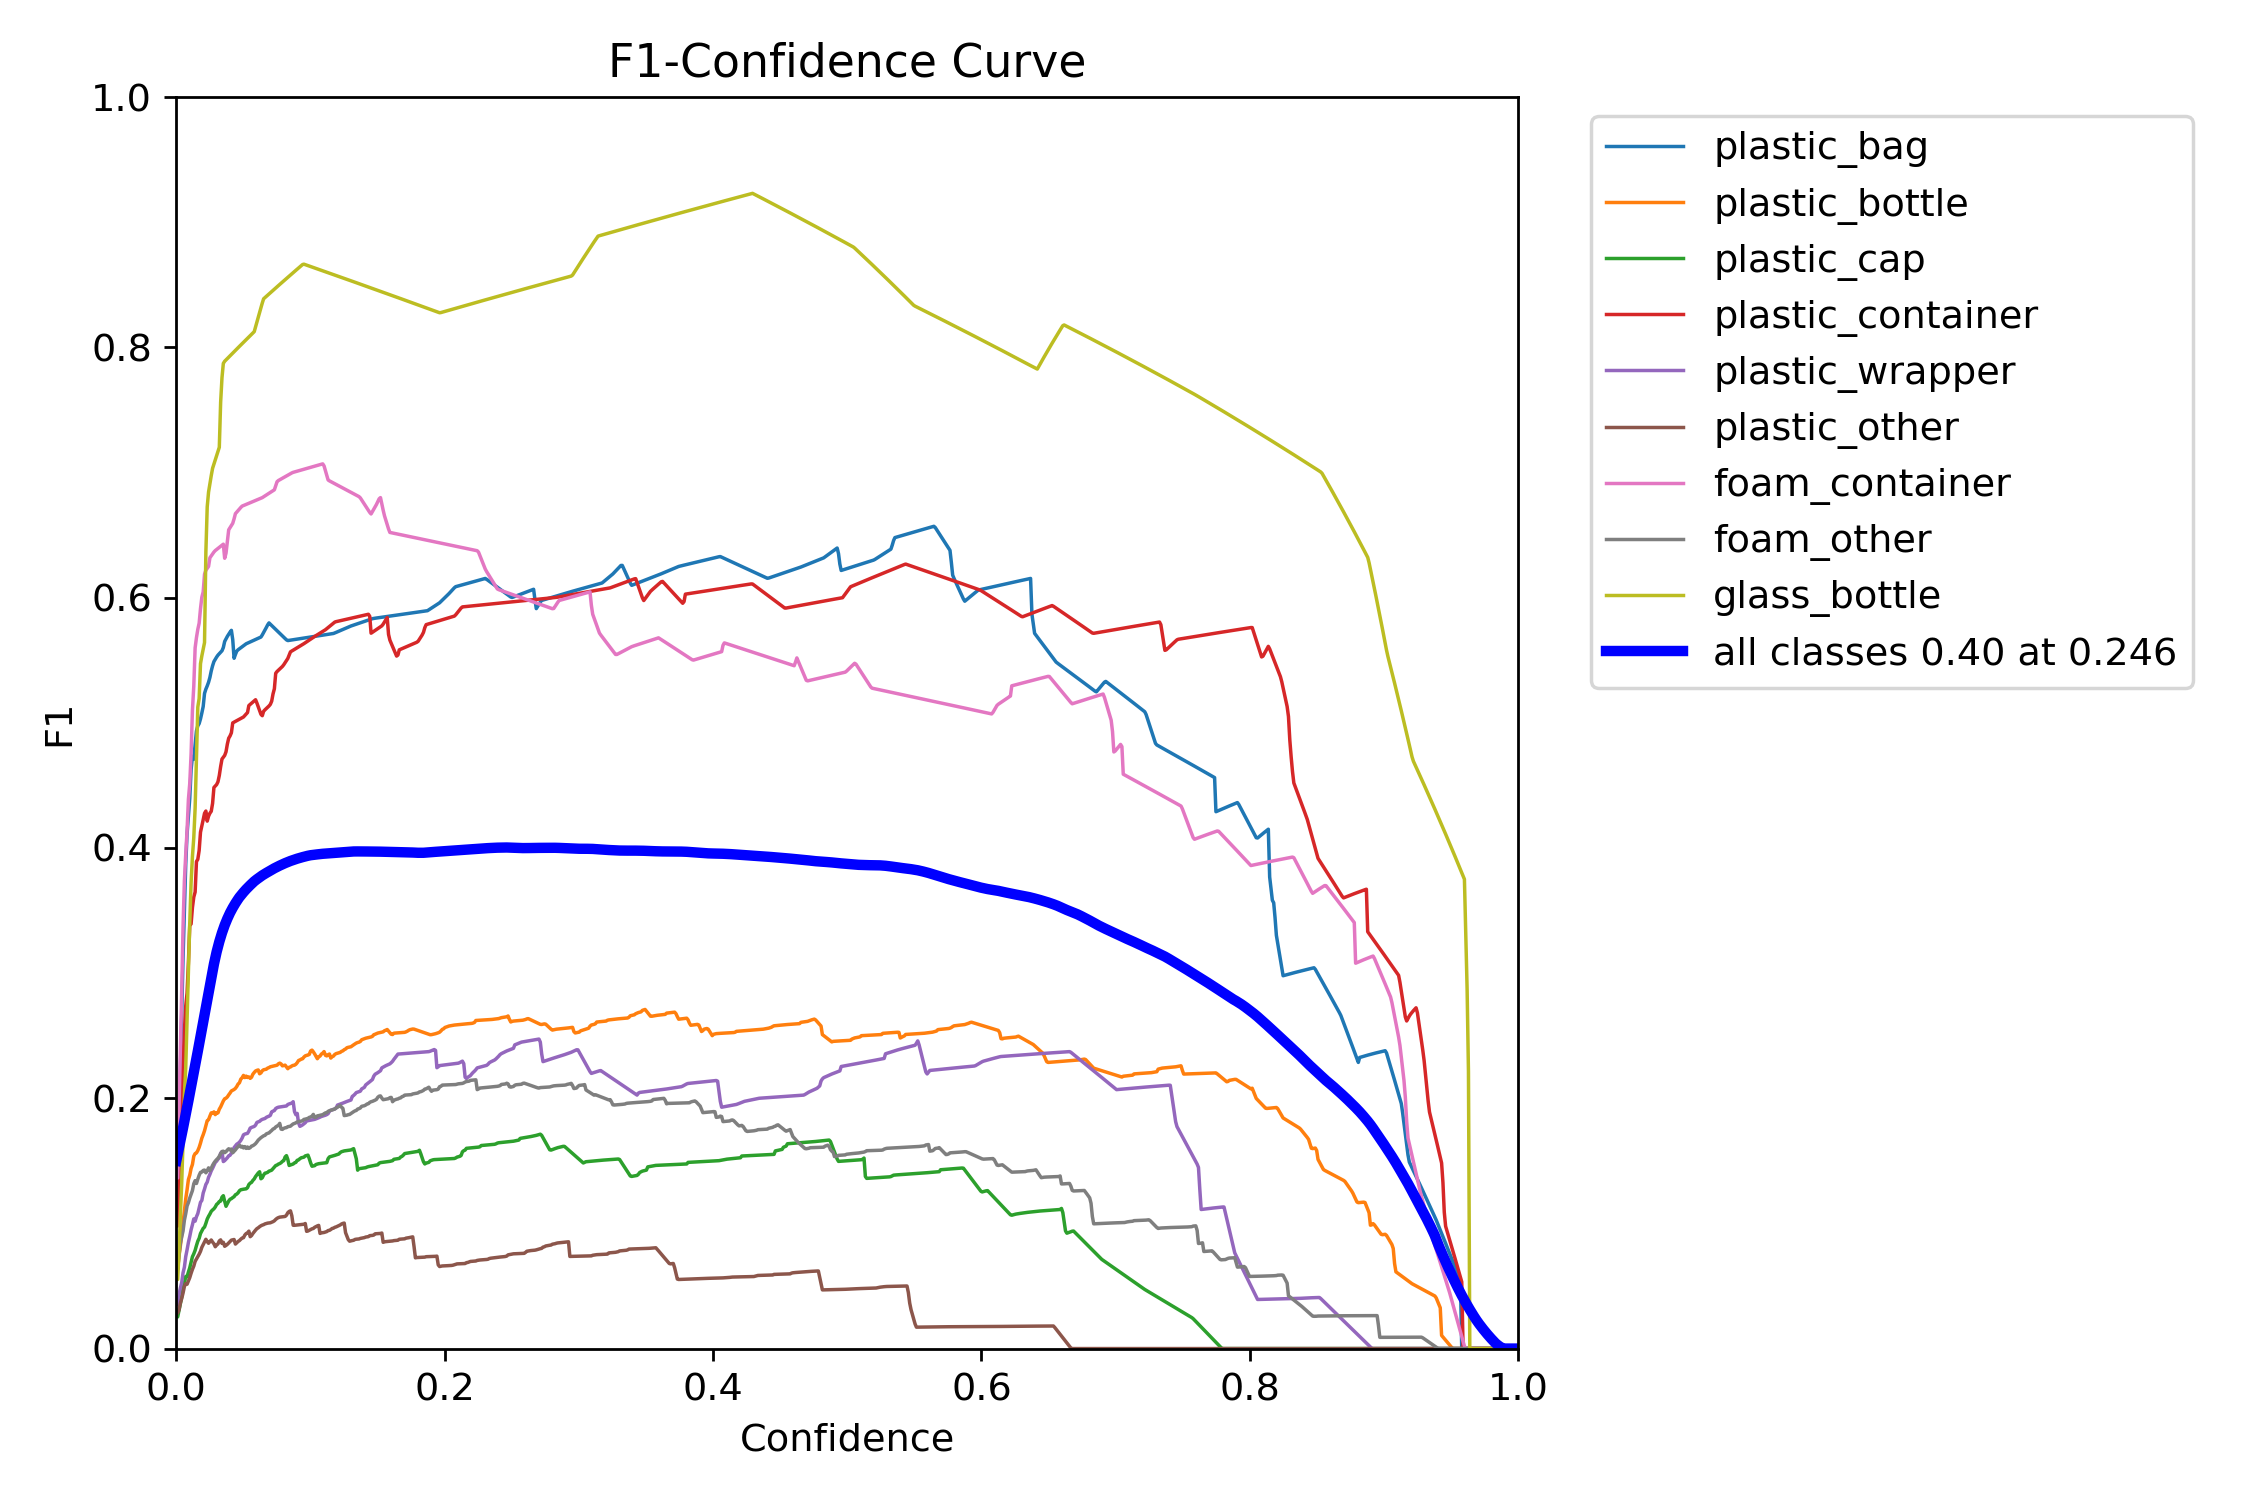 F1-Confidence Curve
1.0
0.8
0.6
0.4
0.2
0.0
F1
0.0 0.2 0.4 0.6 0.8 1.0
Confidence
plastic_bag
plastic_bottle
plastic_cap
plastic_container
plastic_wrapper
plastic_other
foam_container
foam_other
glass_bottle
all classes 0.40 at 0.246